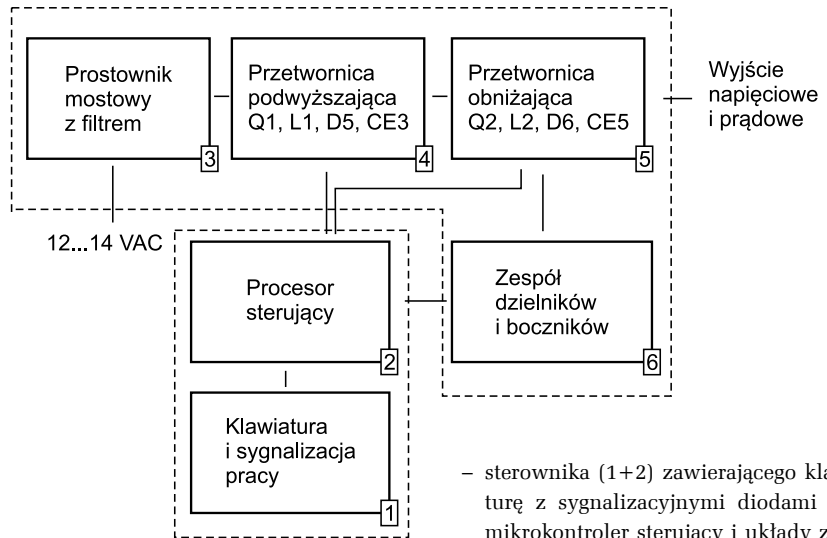 Prostownik
mostowy
z filtrem
3
Przetwornica
podwyższająca
Q1, L1, D5, CE3
4
Przetwornica
obniżająca
Q2, L2, D6, CE5
5
Wyjście
napięciowe
i prądowe
12...14 VAC
Procesor
sterujący
2
Zespół
dzielników
i boczników
6
Klawiatura
i sygnalizacja
pracy
1
– sterownika (1+2) zawierającego kla
turę z sygnalizacyjnymi diodami
mikrokontroler sterujący i układy z